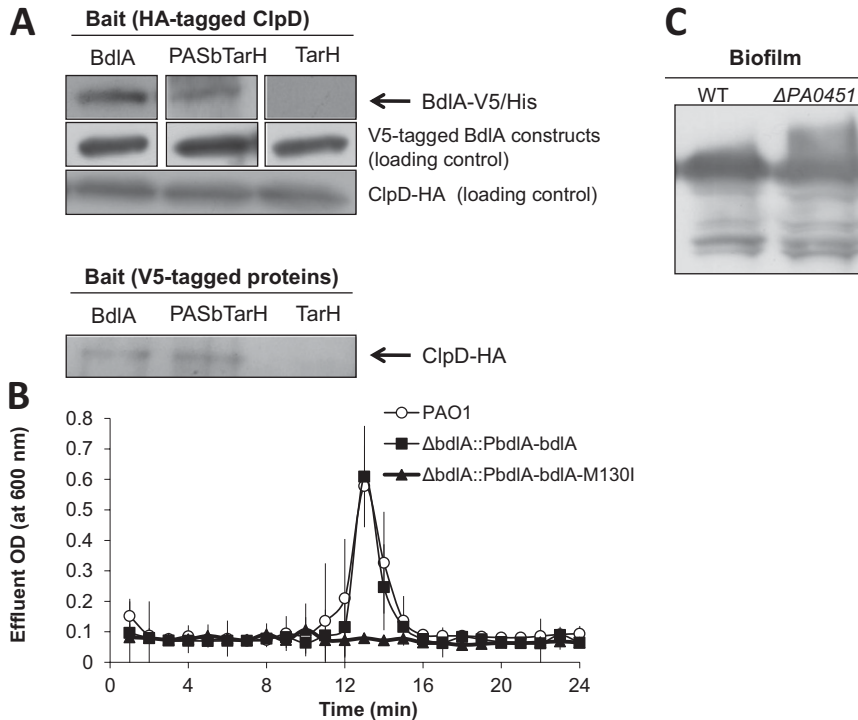 A
Bait (HA-tagged ClpD)
BdlA PASbTarH TarH
BdlA-V5/His
V5-tagged BdlA constructs
(loading control)
ClpD-HA (loading control)
Bait (V5-tagged proteins)
BdlA PASbTarH TarH
ClpD-HA
C
Biofilm
WT ΔPA0451
B
PAO1
ΔbdlA::PbdlA-bdlA
ΔbdlA::PbdlA-bdlA-M130I
Effluent OD (at 600 nm)
0.8
0.7
0.6
0.5
0.4
0.3
0.2
0.1
0
0 4 8 12 16 20 24
Time (min)